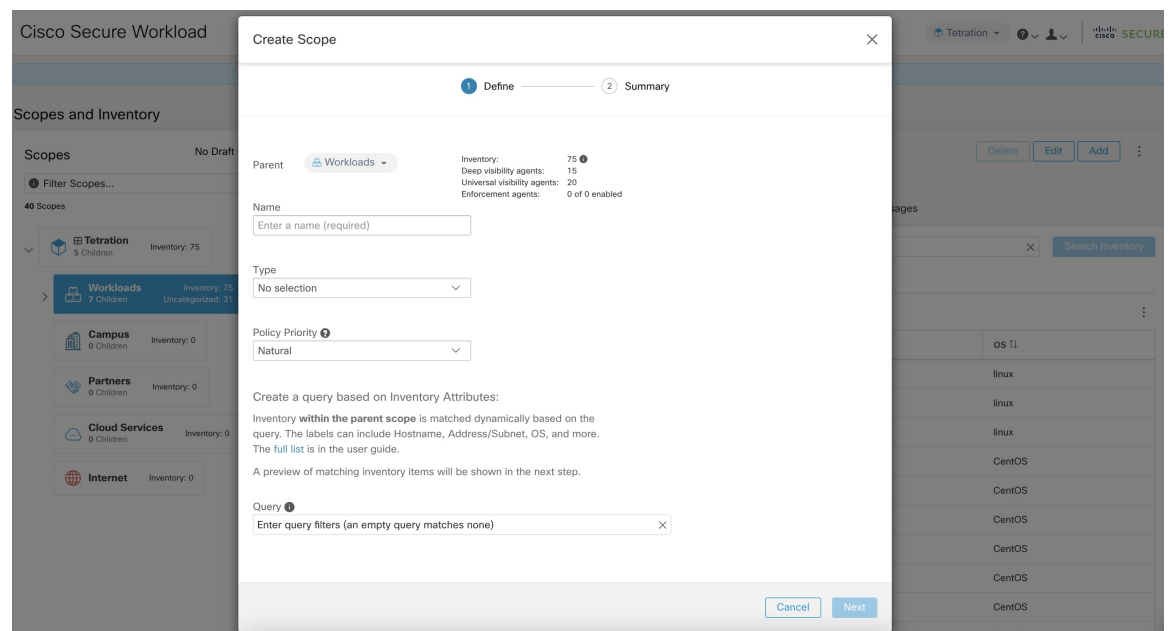 Cisco Secure Workload
Tetration
CISCO SECURE
Scopes and Inventory
Scopes
No Draft
Filter Scopes...
40 Scopes
Tetration
5 Children
Inventory: 75
Workloads
7 Children
Inventory: 75
Uncategorized: 31
Campus
0 Children
Inventory: 0
Partners
0 Children
Inventory: 0
Cloud Services
0 Children
Inventory: 0
Internet
Inventory: 0
Create Scope
1 Define
2 Summary
Parent
Workloads
Inventory: 75
Deep visibility agents: 15
Universal visibility agents: 20
Enforcement agents: 0 of 0 enabled
Name
Enter a name (required)
Type
No selection
Policy Priority
Natural
Create a query based on Inventory Attributes:
Inventory within the parent scope is matched dynamically based on the
query. The labels can include Hostname, Address/Subnet, OS, and more.
The full list is in the user guide.
A preview of matching inventory items will be shown in the next step.
Query
Enter query filters (an empty query matches none)
Cancel
Next
Delete
Edit
Add
Search Inventory
OS
linux
linux
linux
CentOS
CentOS
CentOS
CentOS
CentOS
CentOS